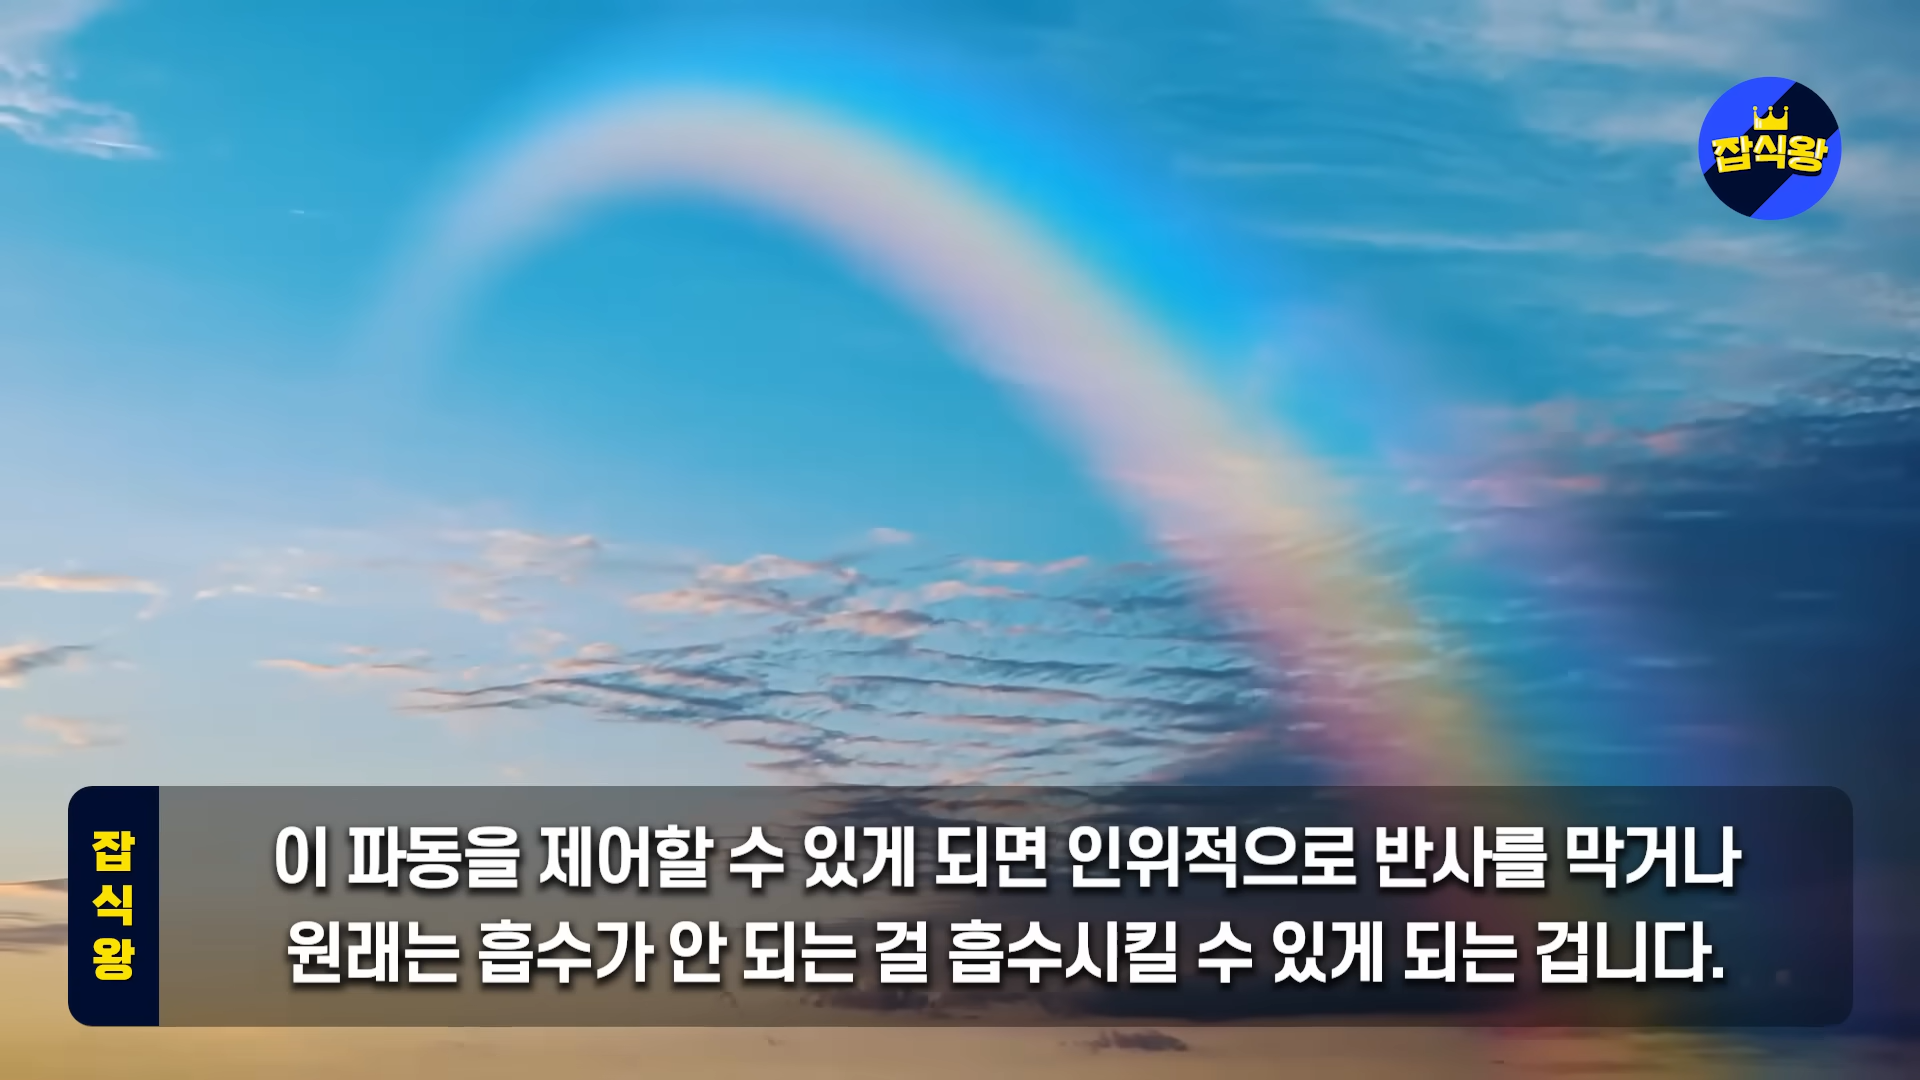 잡식왕
잡식왕
이 파동을 제어할 수 있게 되면 인위적으로 반사를 막거나
원래는 흡수가 안 되는 걸 흡수시킬 수 있게 되는 겁니다.